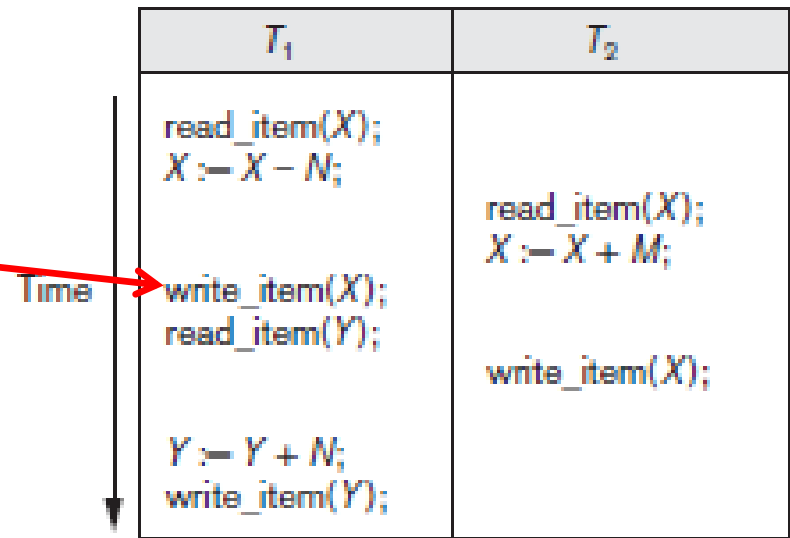 T₁ T₂
read_item(X);
X := X – N;
read_item(X);
X := X + M;
Time
write_item(X);
read_item(Y);
write_item(X);
Y := Y + N;
write_item(Y);